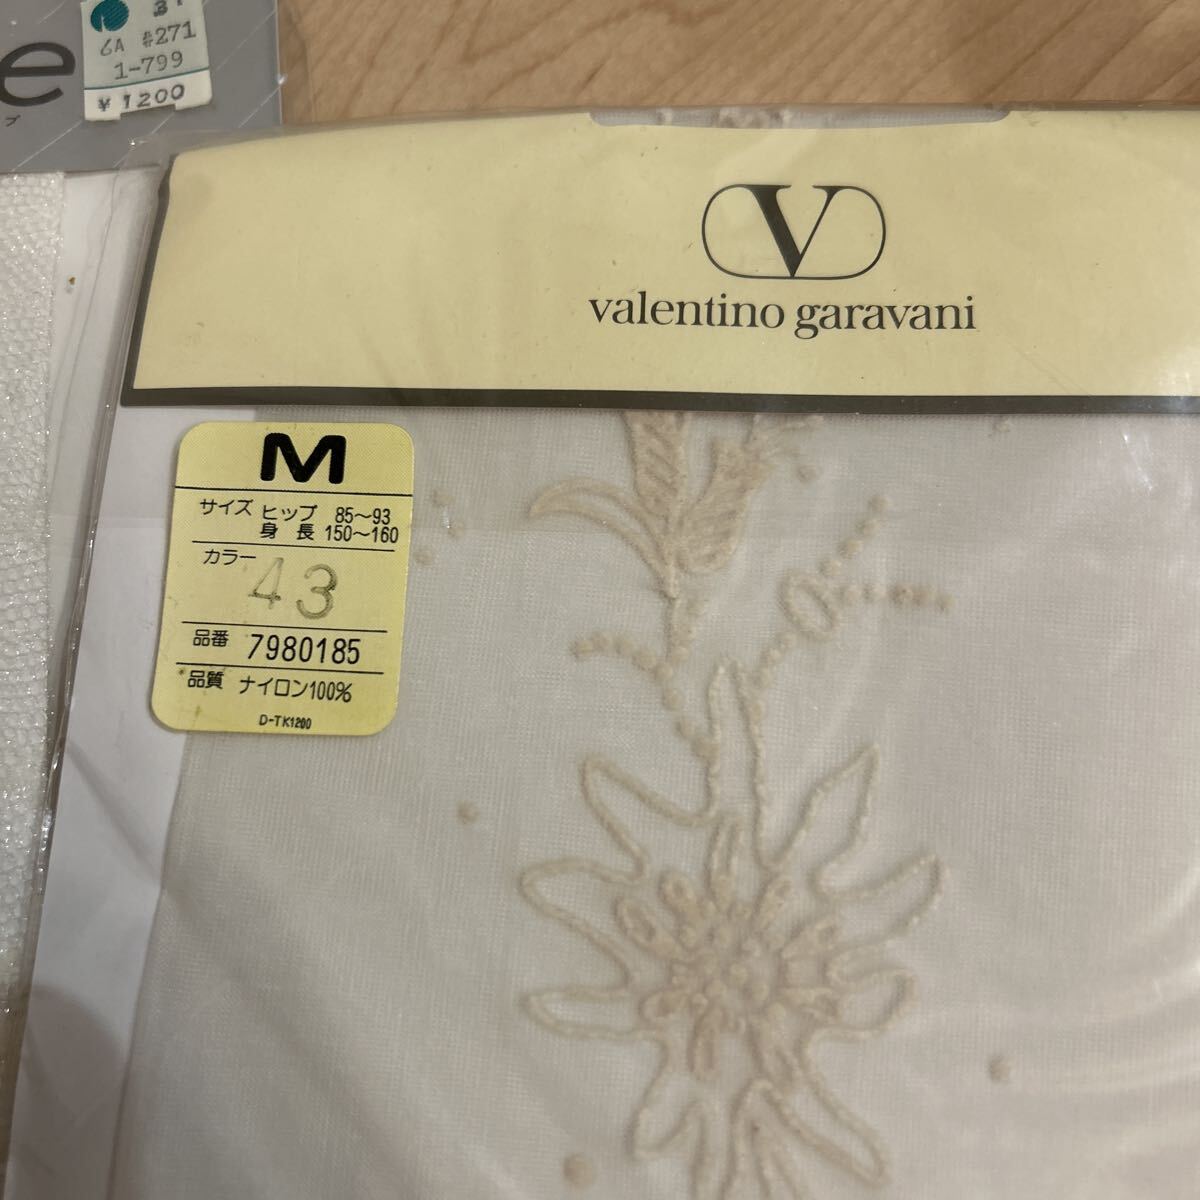 31
6A #271
1-799
¥1200
e
プ
V
valentino garavani
M
サイズ ヒップ 85〜93
身長 150〜160
カラー
43
品番 7980185
品質 ナイロン100%
D-TK1200